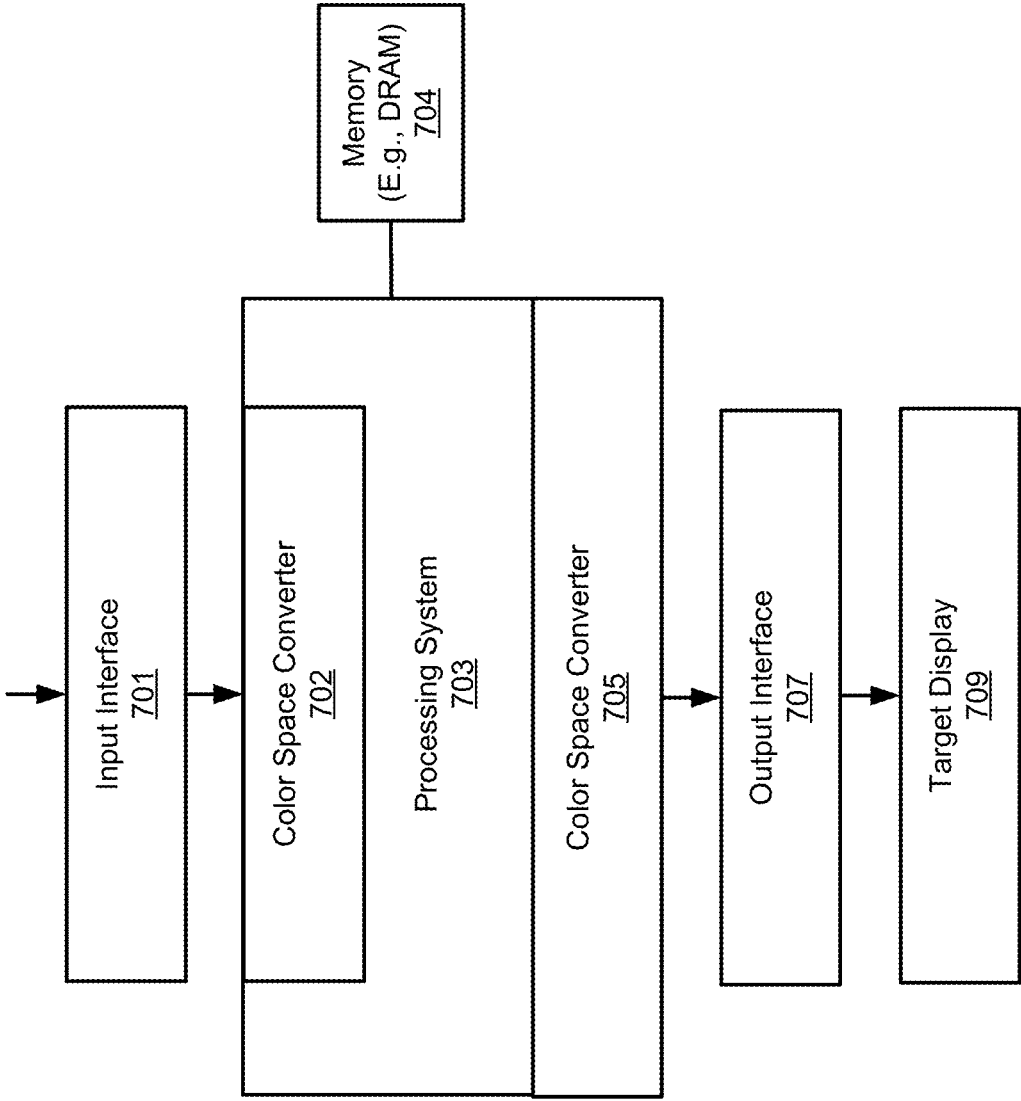 Input Interface
701
Color Space Converter
702
Processing System
703
Memory
(E.g., DRAM)
704
Color Space Converter
705
Output Interface
707
Target Display
709